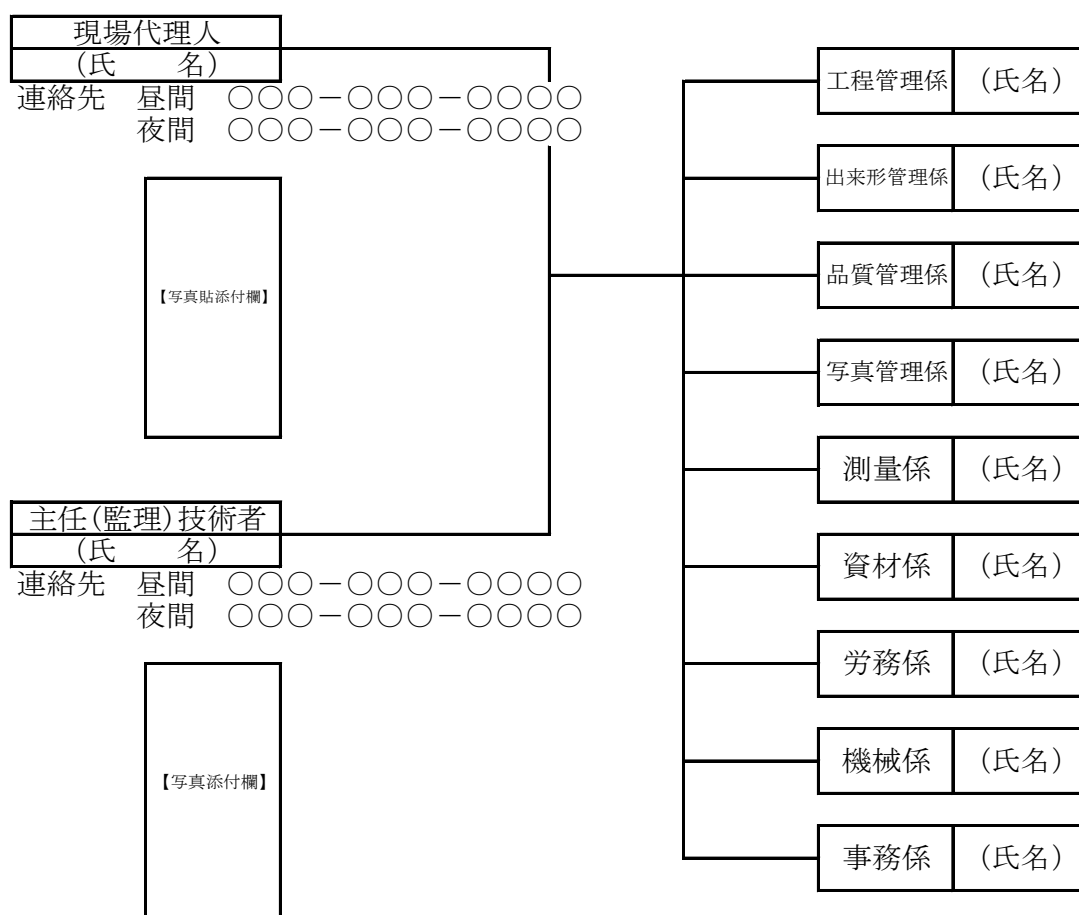 現場代理人
(氏　　名)
連絡先　昼間　○○○－○○○－○○○○
夜間　○○○－○○○－○○○○
【写真貼添付欄】
主任(監理)技術者
(氏　　名)
連絡先　昼間　○○○－○○○－○○○○
夜間　○○○－○○○－○○○○
【写真添付欄】
工程管理係　(氏名)
出来形管理係　(氏名)
品質管理係　(氏名)
写真管理係　(氏名)
測量係　(氏名)
資材係　(氏名)
労務係　(氏名)
機械係　(氏名)
事務係　(氏名)